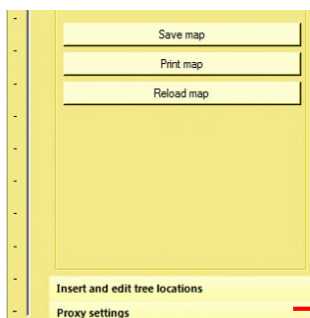 Save map
Print map
Reload map
Insert and edit tree locations
Proxy settings